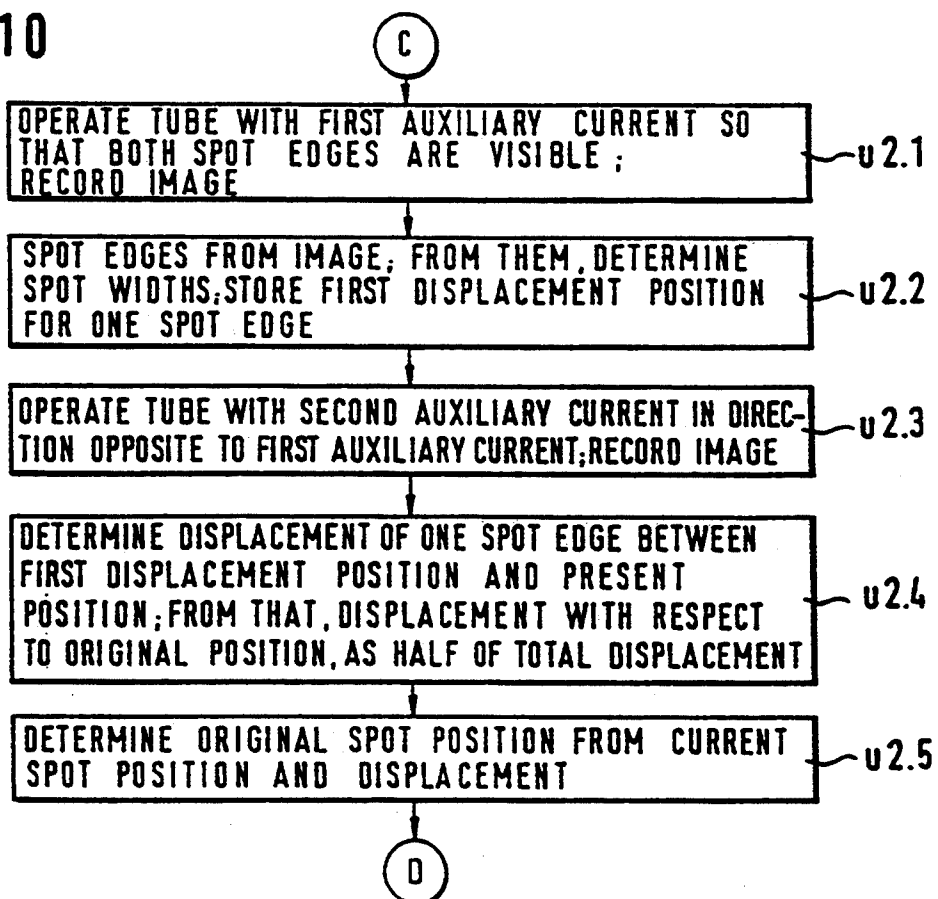 10
C
OPERATE TUBE WITH FIRST AUXILIARY CURRENT SO
THAT BOTH SPOT EDGES ARE VISIBLE;
RECORD IMAGE
u2.1
SPOT EDGES FROM IMAGE; FROM THEM, DETERMINE
SPOT WIDTHS; STORE FIRST DISPLACEMENT POSITION
FOR ONE SPOT EDGE
u2.2
OPERATE TUBE WITH SECOND AUXILIARY CURRENT IN DIREC-
TION OPPOSITE TO FIRST AUXILIARY CURRENT; RECORD IMAGE
u2.3
DETERMINE DISPLACEMENT OF ONE SPOT EDGE BETWEEN
FIRST DISPLACEMENT POSITION AND PRESENT
POSITION; FROM THAT, DISPLACEMENT WITH RESPECT
TO ORIGINAL POSITION, AS HALF OF TOTAL DISPLACEMENT
u2.4
DETERMINE ORIGINAL SPOT POSITION FROM CURRENT
SPOT POSITION AND DISPLACEMENT
u2.5
D